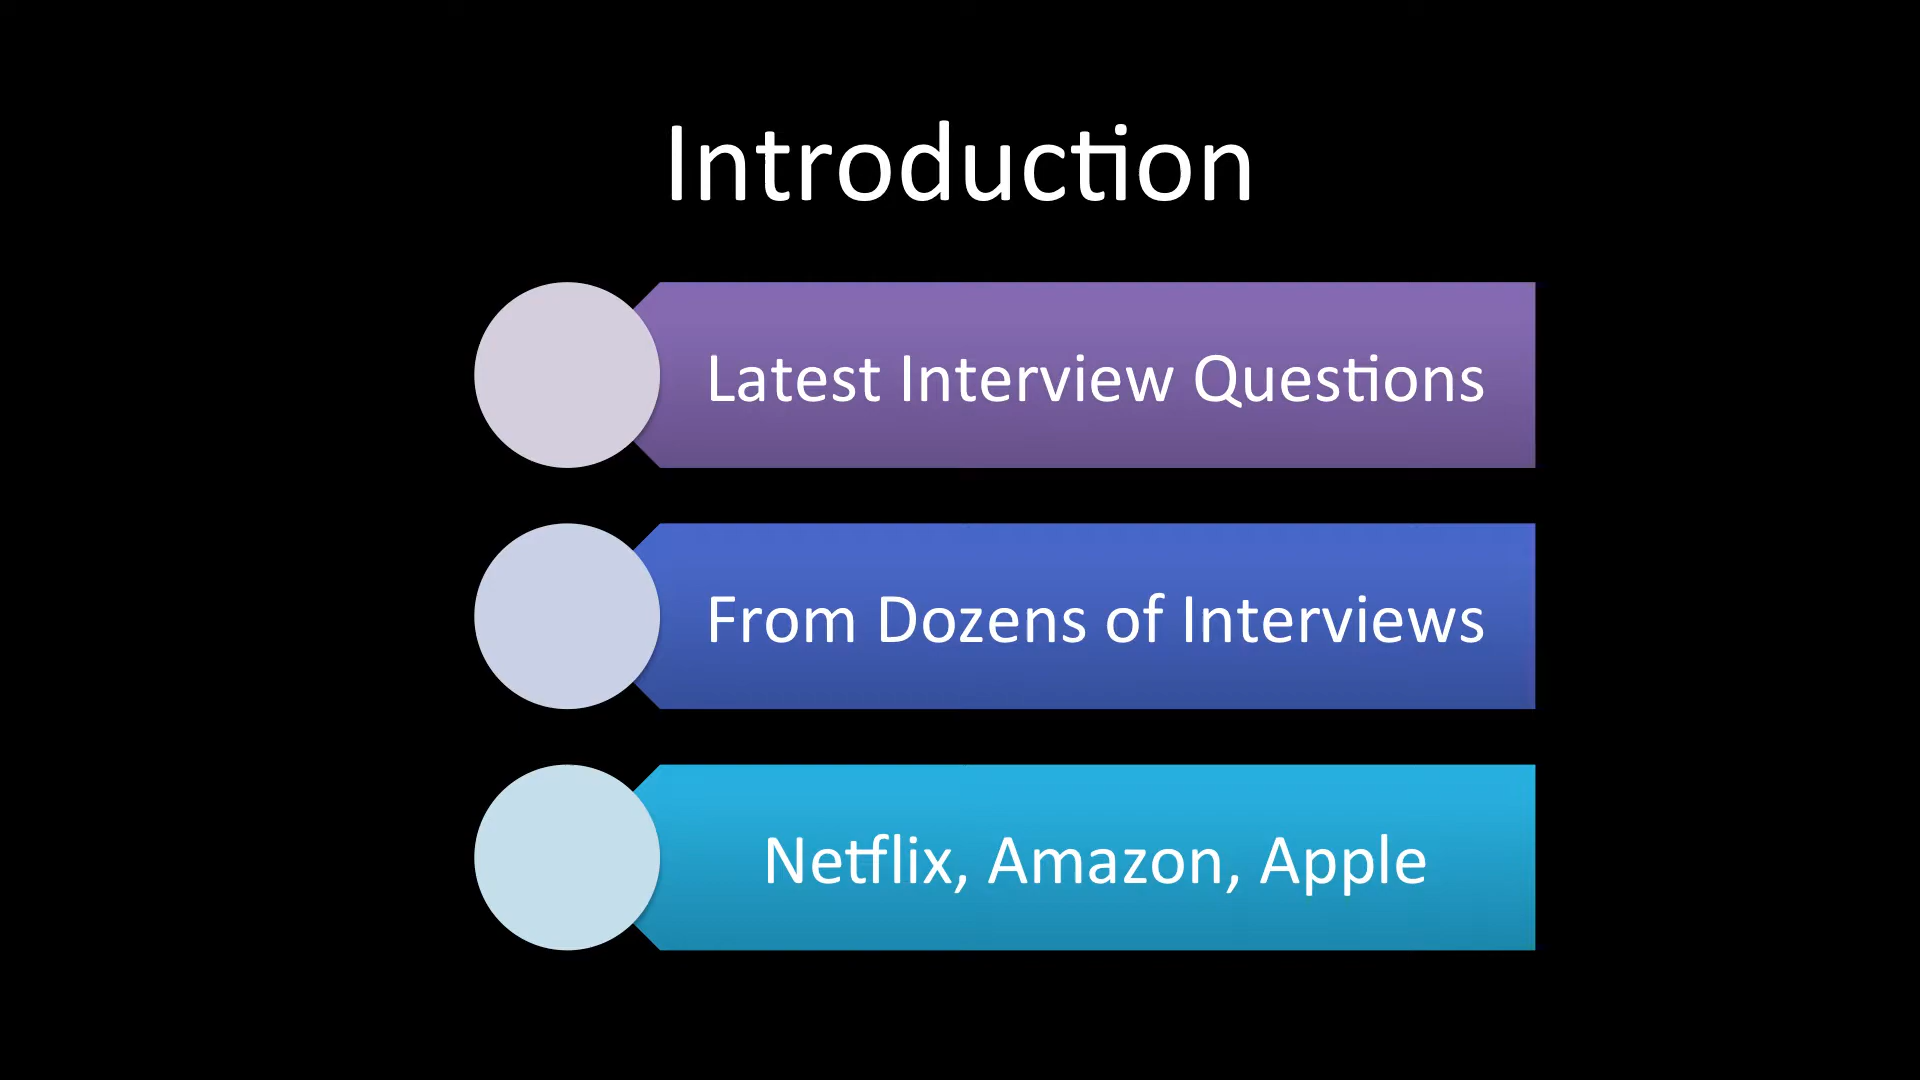 Introduction
Latest Interview Questions
From Dozens of Interviews
Netflix, Amazon, Apple